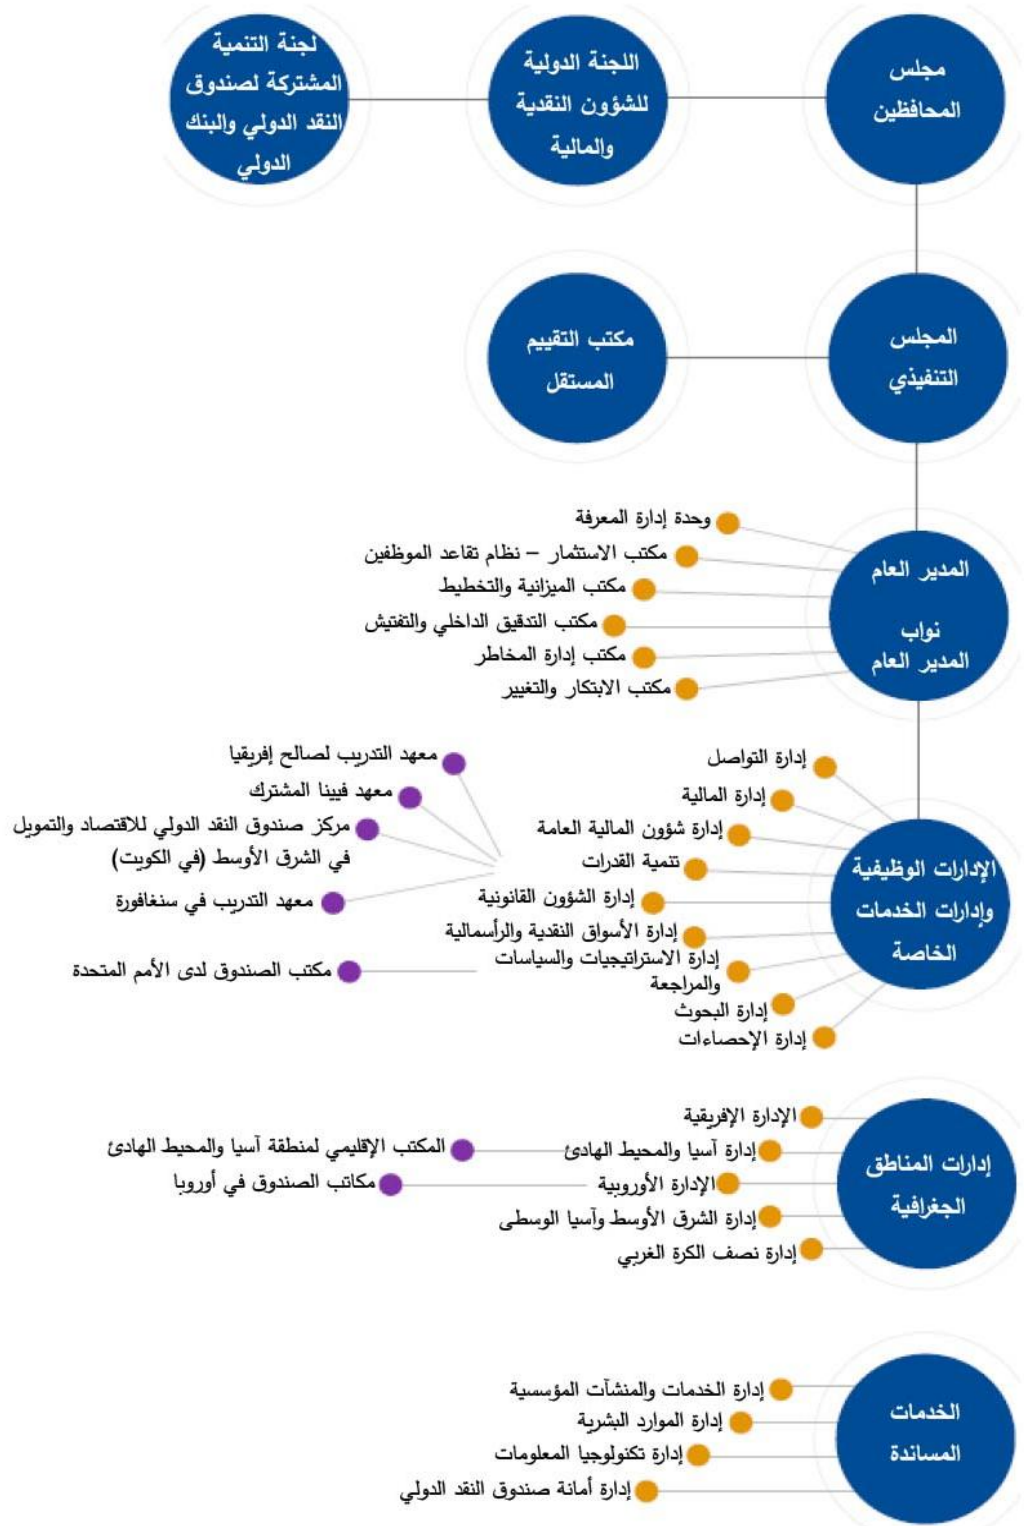 مجلس
المحافظين
اللجنة الدولية
للشؤون النقدية
والمالية
لجنة التنمية
المشتركة لصندوق
النقد الدولي والبنك
الدولي
المجلس
التنفيذي
مكتب التقييم
المستقل
المدير العام
نواب
المدير العام
وحدة إدارة المعرفة
مكتب الاستثمار – نظام تقاعد الموظفين
مكتب الميزانية والتخطيط
مكتب التدقيق الداخلي والتفتيش
مكتب إدارة المخاطر
مكتب الابتكار والتغيير
الإدارات الوظيفية
وإدارات الخدمات
الخاصة
إدارة التواصل
إدارة المالية
إدارة شؤون المالية العامة
تنمية القدرات
إدارة الشؤون القانونية
إدارة الأسواق النقدية والرأسمالية
إدارة الاستراتيجيات والسياسات
والمراجعة
إدارة البحوث
إدارة الإحصاءات
معهد التدريب لصالح إفريقيا
معهد فيينا المشترك
مركز صندوق النقد الدولي للاقتصاد والتمويل
في الشرق الأوسط (في الكويت)
معهد التدريب في سنغافورة
مكتب الصندوق لدى الأمم المتحدة
إدارات المناطق
الجغرافية
الإدارة الإفريقية
إدارة آسيا والمحيط الهادئ
المكتب الإقليمي لمنطقة آسيا والمحيط الهادئ
الإدارة الأوروبية
مكاتب الصندوق في أوروبا
إدارة الشرق الأوسط وآسيا الوسطى
إدارة نصف الكرة الغربي
الخدمات
المساندة
إدارة الخدمات والمنشآت المؤسسية
إدارة الموارد البشرية
إدارة تكنولوجيا المعلومات
إدارة أمانة صندوق النقد الدولي